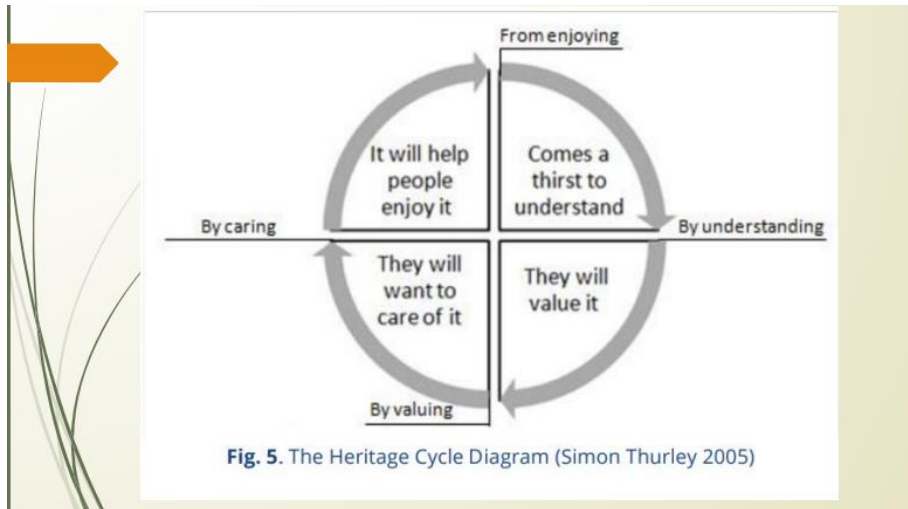 From enjoying
It will help
people
enjoy it
Comes a
thirst to
understand
By caring
By understanding
They will
want to
care of it
They will
value it
By valuing
Fig. 5. The Heritage Cycle Diagram (Simon Thurley 2005)